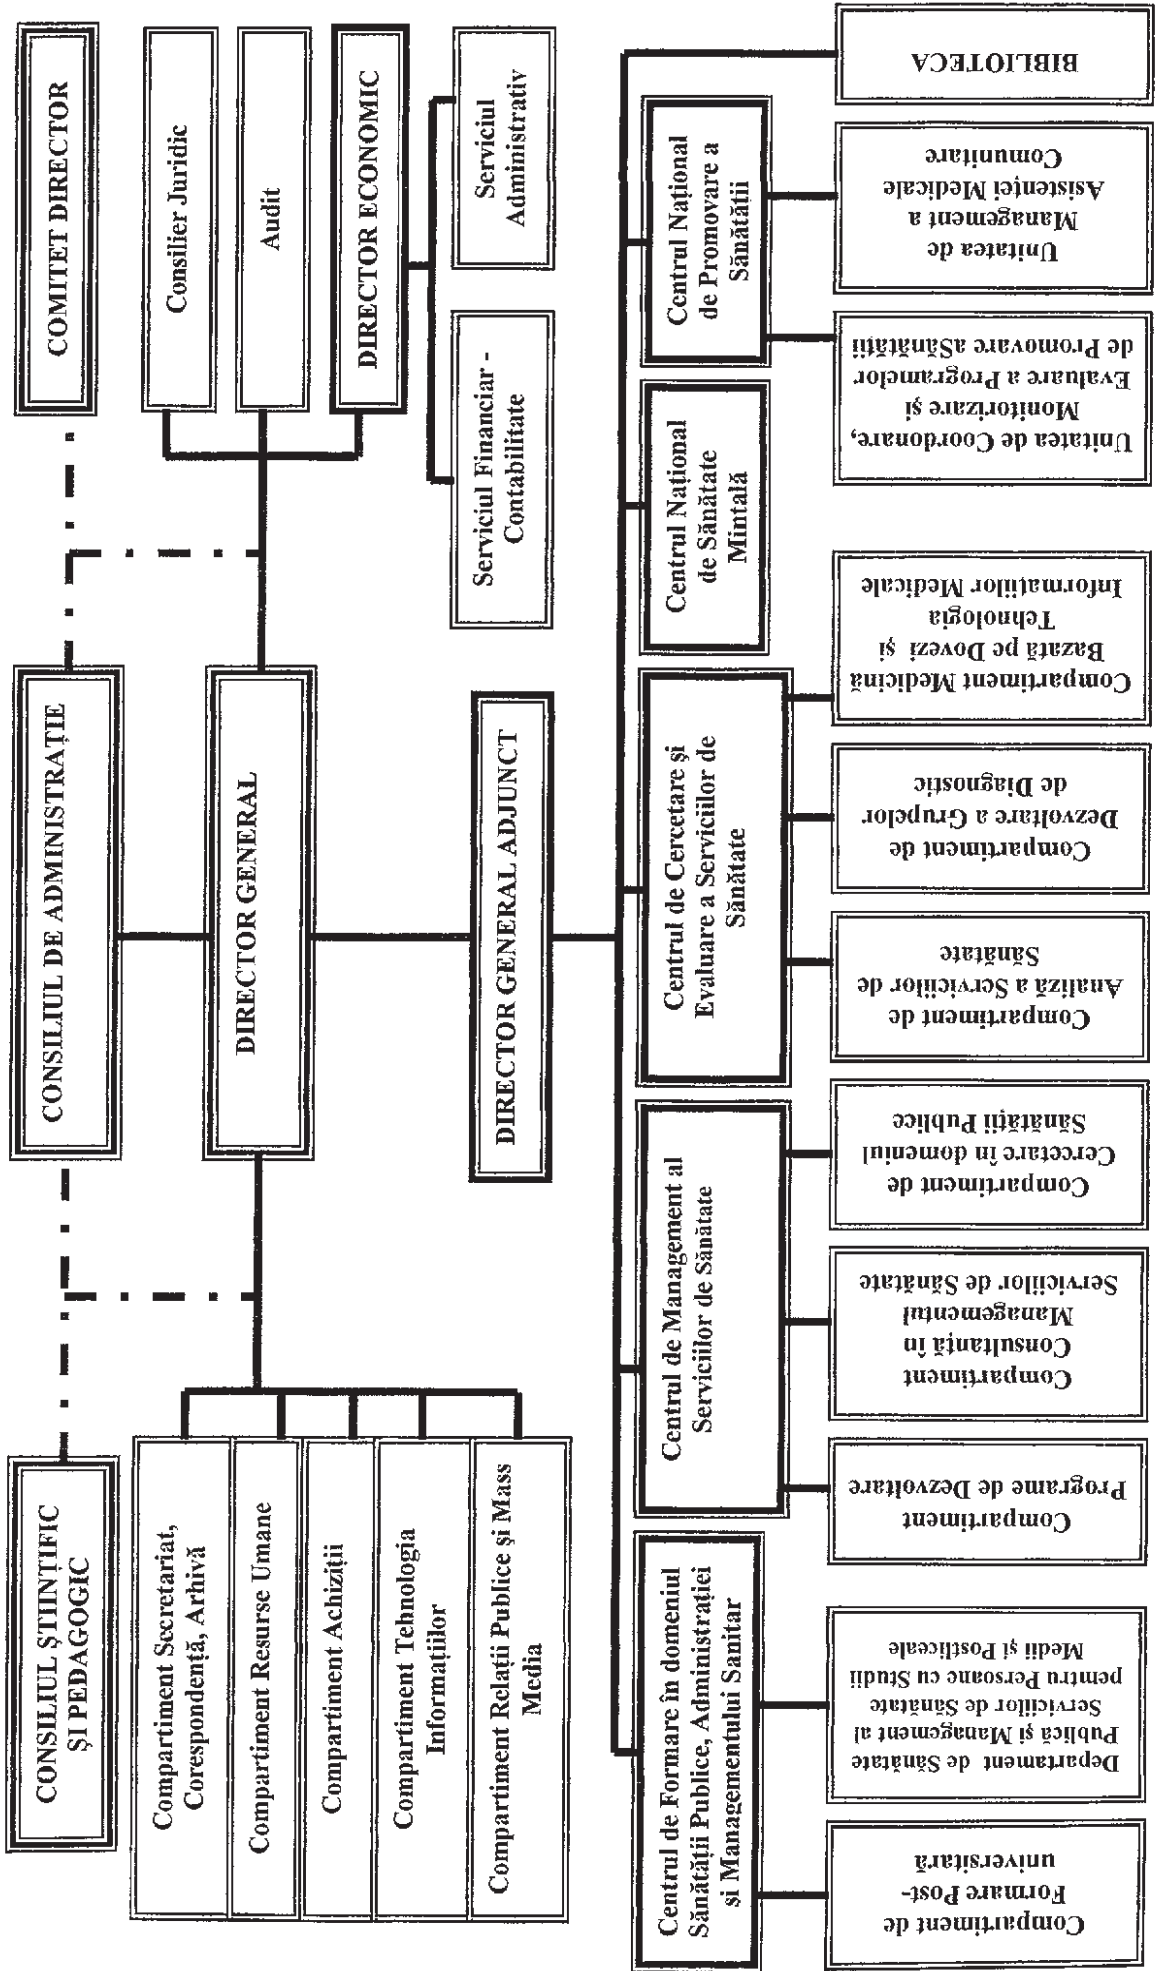 CONSILIUL ȘTIINȚIFIC
ȘI PEDAGOGIC
CONSILIUL DE ADMINISTRAȚIE
COMITET DIRECTOR
Compartiment Secretariat,
Corespondență, Arhivă
Compartiment Resurse Umane
Compartiment Achiziții
Compartiment Tehnologia
Informațiilor
Compartiment Relații Publice și Mass
Media
DIRECTOR GENERAL
Consilier Juridic
Audit
DIRECTOR ECONOMIC
Serviciul Financiar -
Contabilitate
Serviciul
Administrativ
DIRECTOR GENERAL ADJUNCT
Centrul de Formare în domeniul
Sănătății Publice, Administrației
și Managementului Sanitar
Centrul de Management al
Serviciilor de Sănătate
Centrul de Cercetare și
Evaluare a Serviciilor de
Sănătate
Centrul Național
de Sănătate
Mintală
Centrul Național
de Promovare a
Sănătății
Compartiment de
Formare Post-
universitară
Departament de Sănătate
Publică și Management al
Serviciilor de Sănătate
pentru Persoane cu Studii
Medii și Postliceale
Compartiment
Programe de Dezvoltare
Compartiment
Consultanță în
Managementul
Serviciilor de Sănătate
Compartiment de
Cercetare în domeniul
Sănătății Publice
Compartiment de
Analiză a Serviciilor de
Sănătate
Compartiment de
Dezvoltare a Grupelor
de Diagnostic
Compartiment Medicină
Bazată pe Dovezi și
Tehnologia
Informațiilor Medicale
Unitatea de Coordonare,
Monitorizare și
Evaluare a Programelor
de Promovare aSănătății
Unitatea de
Management a
Asistenței Medicale
Comunitare
BIBLIOTECA